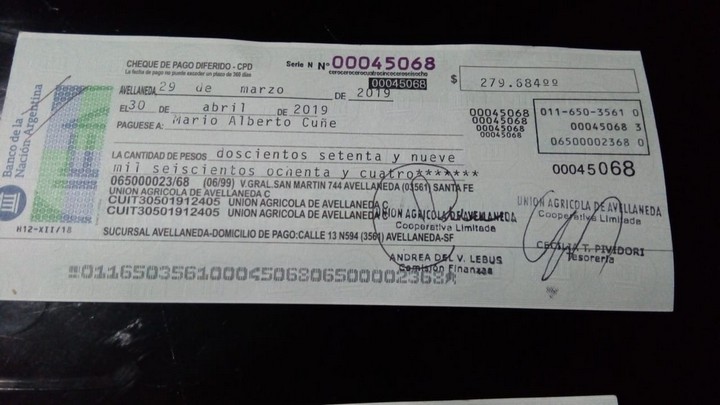 CHEQUE DE PAGO DIFERIDO - CPD
Serie N Nº 00045068
La fecha de pago no puede exceder un plazo de 360 días
cerocerocerocuatrocincocerosesisocho
00045068
$ 279.684ºº
AVELLANEDA, 29 de marzo DE 2019
EL 30 DE abril DE 2019
PAGUESE A: Mario Alberto Cuñe
00045068
00045068
00045068
00045068
011-650-3561 0
00045068 3
06500002368 0
LA CANTIDAD DE PESOS doscientos setenta y nueve
mil seiscientos ochenta y cuatro*******
00045068
065000023/68 (06/99) V GRAL.SAN MARTIN 744 AVELLANEDA (03561) SANTA FE
UNION AGRICOLA DE AVELLANEDA C
CUIT30501912405 UNION AGRICOLA DE AVELLANEDA C
CUIT30501912405 UNION AGRICOLA DE AVELLANEDA C
SUCURSAL AVELLANEDA-DOMICILIO DE PAGO:CALLE 13 N594 (3561) AVELLANEDA-SF
UNION AGRICOLA DE AVELLANEDA
Cooperativa Limitada
ANDREA DEL V. LEBUS
Comisión Finanzas
UNION AGRICOLA DE AVELLANEDA
Cooperativa Limitada
CECILIA T. PIVIDORI
Tesorería
Banco de la
Nación Argentina
H12-XII/18
01165035610004506806500002368